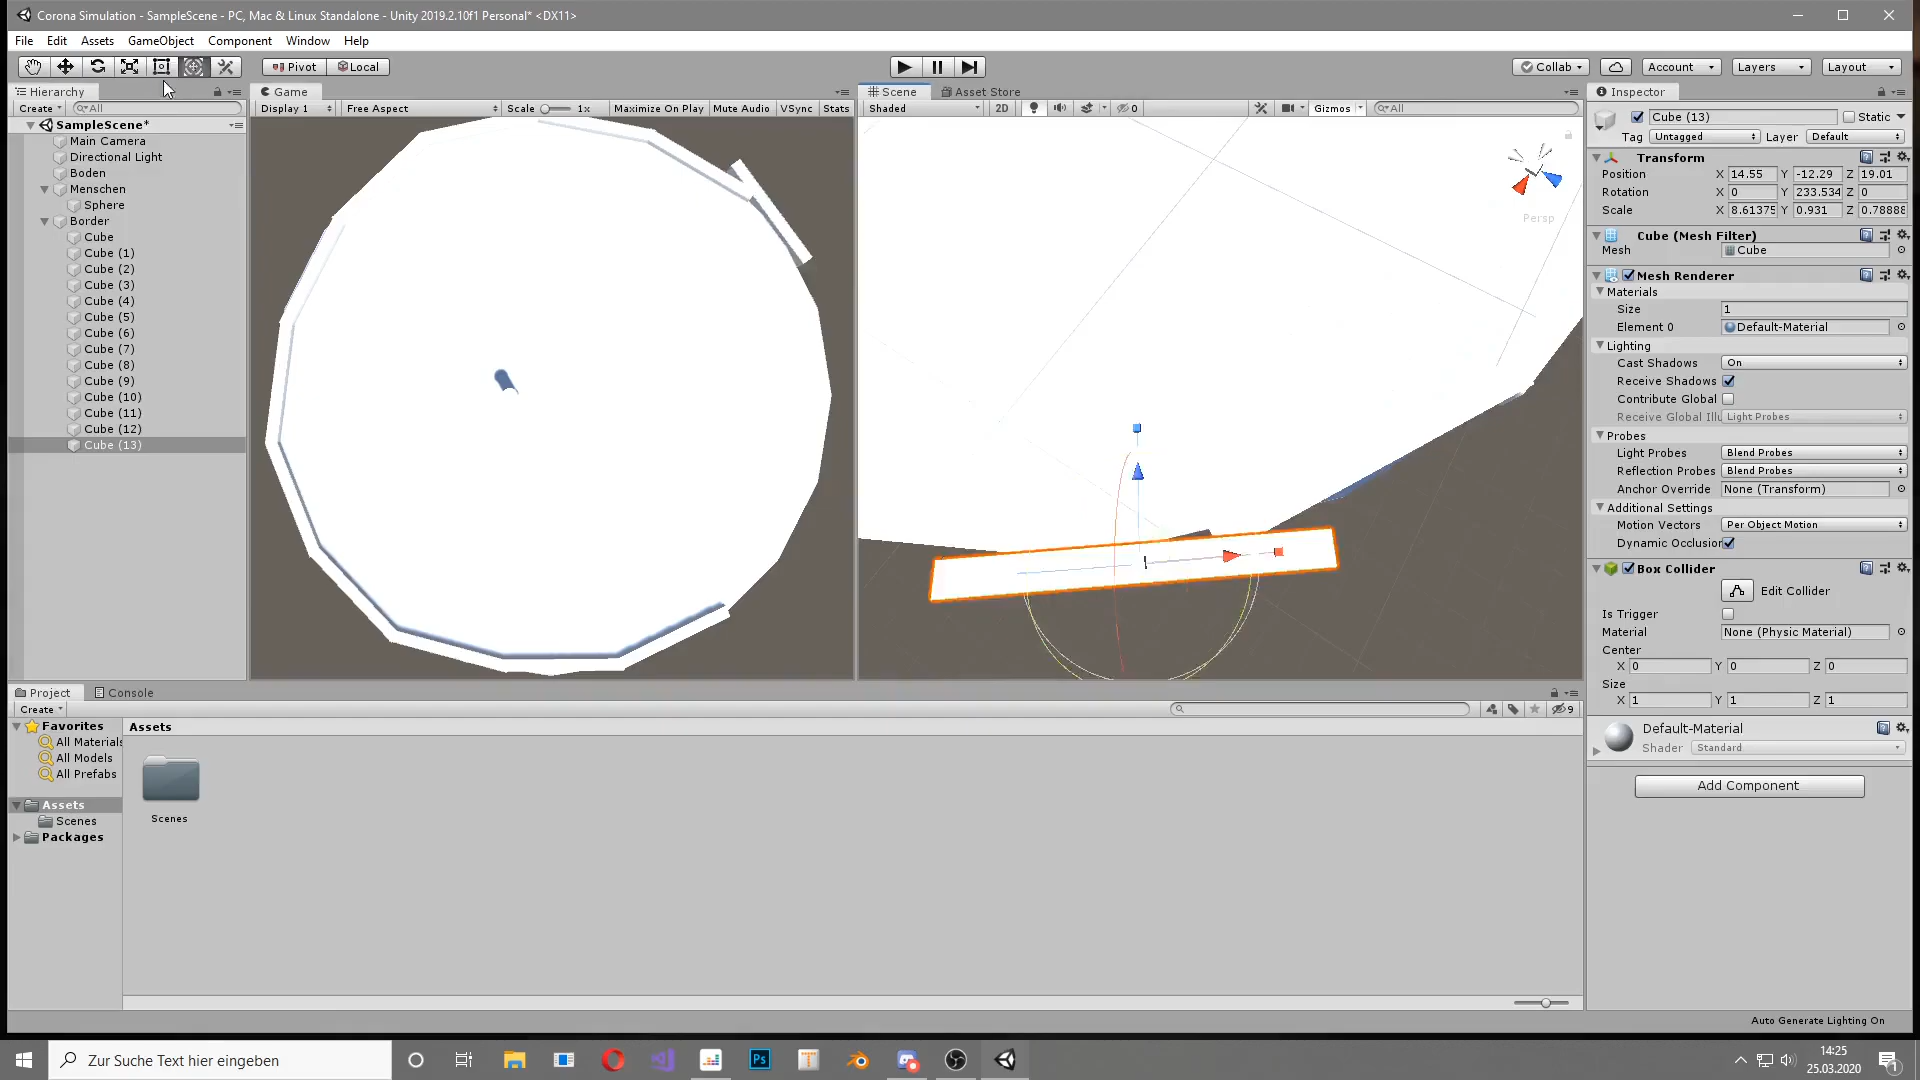 Corona Simulation - SampleScene - PC, Mac & Linux Standalone - Unity 2019.2.10f1 Personal* <DX11>
File Edit Assets GameObject Component Window Help
Pivot Local Collab Account Layers Layout
Hierarchy
Create All
SampleScene*
Main Camera
Directional Light
Boden
Menschen
Sphere
Border
Cube
Cube (1)
Cube (2)
Cube (3)
Cube (4)
Cube (5)
Cube (6)
Cube (7)
Cube (8)
Cube (9)
Cube (10)
Cube (11)
Cube (12)
Cube (13)
Game
Display 1 Free Aspect Scale 1x Maximize On Play Mute Audio VSync Stats
Scene Asset Store
Shaded 2D 0 Gizmos All
Persp
Inspector
Cube (13) Static
Tag Untagged Layer Default
Transform
Position X 14.55 Y -12.29 Z 19.01
Rotation X 0 Y 233.534 Z 0
Scale X 8.61375 Y 0.931 Z 0.78888
Cube (Mesh Filter)
Mesh Cube
Mesh Renderer
Materials
Size 1
Element 0 Default-Material
Lighting
Cast Shadows On
Receive Shadows
Contribute Global
Receive Global Illu Light Probes
Probes
Light Probes Blend Probes
Reflection Probes Blend Probes
Anchor Override None (Transform)
Additional Settings
Motion Vectors Per Object Motion
Dynamic Occlusion
Box Collider
Edit Collider
Is Trigger
Material None (Physic Material)
Center
X 0 Y 0 Z 0
Size
X 1 Y 1 Z 1
Default-Material
Shader Standard
Add Component
Project Console
Create
9
Favorites
All Materials
All Models
All Prefabs
Assets
Scenes
Packages
Assets
Scenes
Auto Generate Lighting On
Zur Suche Text hier eingeben
Ps
T
14:25
25.03.2020
1